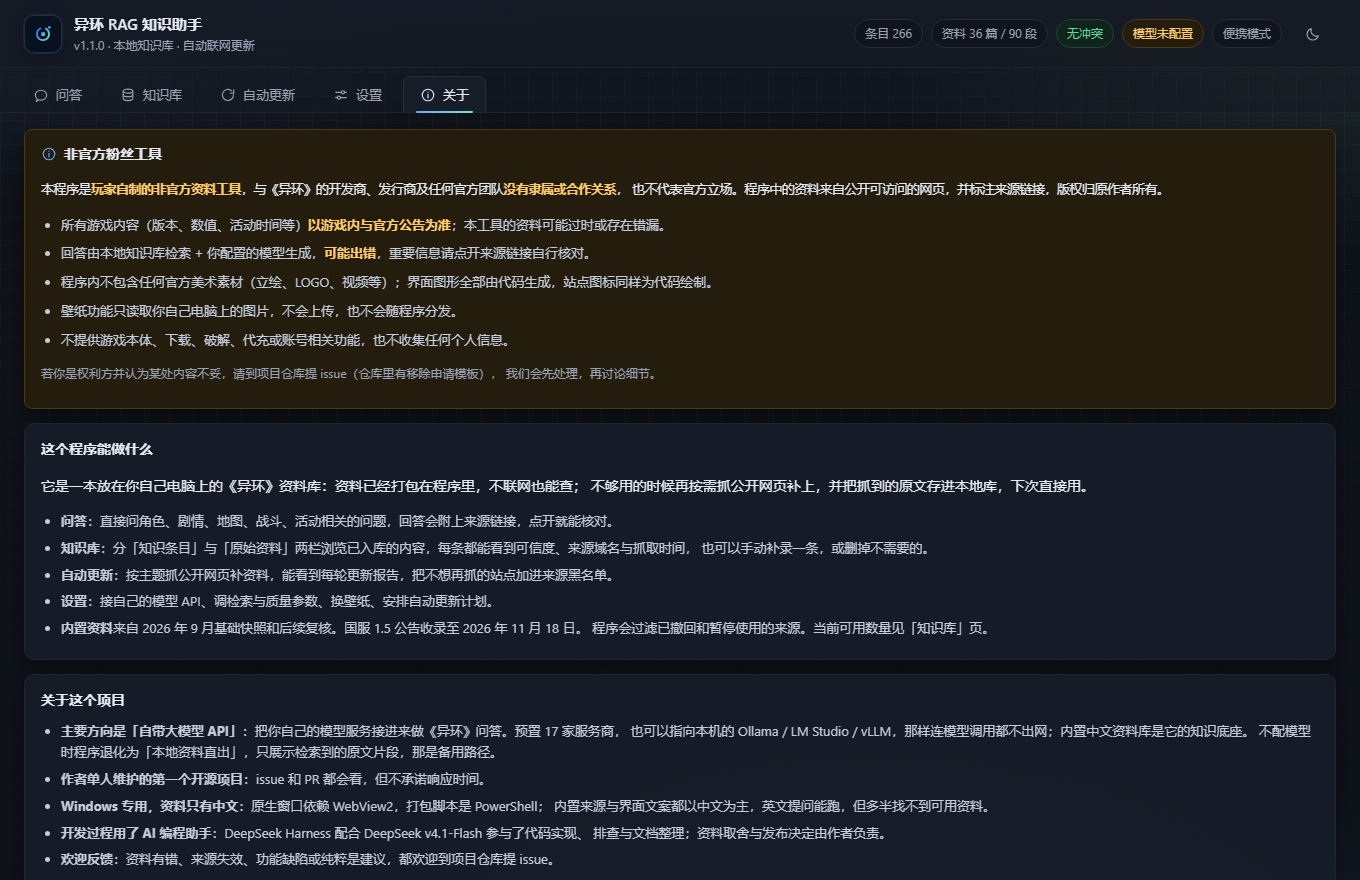 异环 RAG 知识助手
v1.1.0 · 本地知识库 · 自动联网更新
条目 266
资料 36 篇 / 90 段
无冲突
模型未配置
便携模式
问答
知识库
自动更新
设置
关于
非官方粉丝工具
本程序是玩家自制的非官方资料工具，与《异环》的开发商、发行商及任何官方团队没有隶属或合作关系， 也不代表官方立场。程序中的资料来自公开可访问的网页，并标注来源链接，版权归原作者所有。
• 所有游戏内容（版本、数值、活动时间等）以游戏内与官方公告为准；本工具的资料可能过时或存在错漏。
• 回答由本地知识库检索 + 你配置的模型生成，可能出错，重要信息请点开来源链接自行核对。
• 程序内不包含任何官方美术素材（立绘、LOGO、视频等）；界面图形全部由代码生成，站点图标同样为代码绘制。
• 壁纸功能只读取你自己电脑上的图片，不会上传，也不会随程序分发。
• 不提供游戏本体、下载、破解、代充或账号相关功能，也不收集任何个人信息。
若你是权利方并认为某处内容不妥，请到项目仓库提 issue（仓库里有移除申请模板）， 我们会先处理，再讨论细节。
这个程序能做什么
它是一本放在你自己电脑上的《异环》资料库：资料已经打包在程序里，不联网也能查； 不够用的时候再按需抓公开网页补上，并把抓到的原文存进本地库，下次直接用。
• 问答：直接问角色、剧情、地图、战斗、活动相关的问题，回答会附上来源链接，点开就能核对。
• 知识库：分「知识条目」与「原始资料」两栏浏览已入库的内容，每条都能看到可信度、来源域名与抓取时间， 也可以手动补录一条，或删掉不需要的。
• 自动更新：按主题抓公开网页补资料，能看到每轮更新报告，把不想再抓的站点加进来源黑名单。
• 设置：接自己的模型 API、调检索与质量参数、换壁纸、安排自动更新计划。
• 内置资料来自 2026 年 9 月基础快照和后续复核。国服 1.5 公告收录至 2026 年 11 月 18 日。 程序会过滤已撤回和暂停使用的来源。当前可用数量见「知识库」页。
关于这个项目
• 主要方向是「自带大模型 API」：把你自己的模型服务接进来做《异环》问答。预置 17 家服务商， 也可以指向本机的 Ollama / LM Studio / vLLM，那样连模型调用都不出网；内置中文资料库是它的知识底座。 不配模型
时程序退化为「本地资料直出」，只展示检索到的原文片段，那是备用路径。
• 作者单人维护的第一个开源项目：issue 和 PR 都会看，但不承诺响应时间。
• Windows 专用，资料只有中文：原生窗口依赖 WebView2，打包脚本是 PowerShell； 内置来源与界面文案都以中文为主，英文提问能跑，但多半找不到可用资料。
• 开发过程用了 AI 编程助手：DeepSeek Harness 配合 DeepSeek v4.1-Flash 参与了代码实现、 排查与文档整理；资料取舍与发布决定由作者负责。
• 欢迎反馈：资料有错、来源失效、功能缺陷或纯粹是建议，都欢迎到项目仓库提 issue。